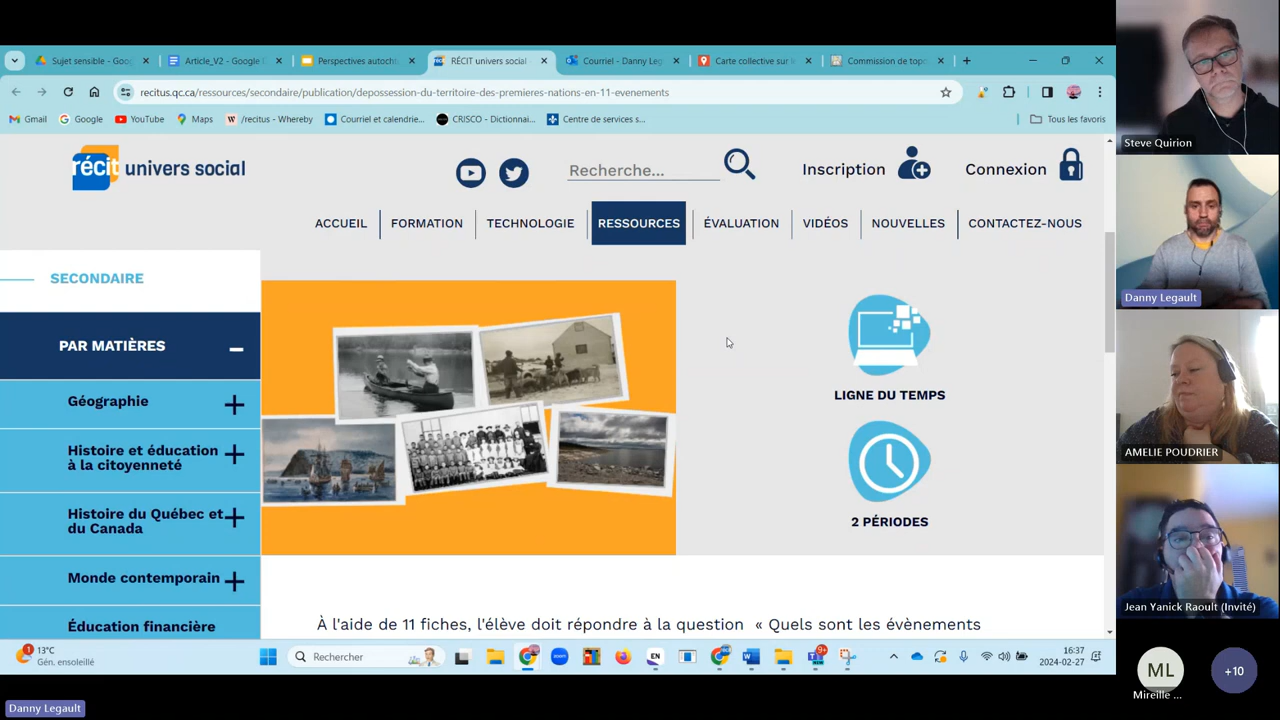 Sujet sensible - Goo
Article_V2 - Google
Perspectives autocht
RÉCIT univers social
Courriel - Danny Leg
Carte collective sur l
Commission de topo
recitus.qc.ca/ressources/secondaire/publication/depossession-du-territoire-des-premieres-nations-en-11-evenements
Gmail
Google
YouTube
Maps
/recitus - Whereby
Courriel et calendrie...
CRISCO - Dictionnai...
Centre de services s...
Tous les favoris
récit univers social
Recherche...
Inscription
Connexion
ACCUEIL
FORMATION
TECHNOLOGIE
RESSOURCES
ÉVALUATION
VIDÉOS
NOUVELLES
CONTACTEZ-NOUS
SECONDAIRE
PAR MATIÈRES
Géographie
Histoire et éducation
à la citoyenneté
Histoire du Québec et
du Canada
Monde contemporain
Éducation financière
LIGNE DU TEMPS
2 PÉRIODES
À l'aide de 11 fiches, l'élève doit répondre à la question « Quels sont les évènements
1
13°C
Gén. ensoleillé
Rechercher
EN
9+
16:37
2024-02-27
Steve Quirion
Danny Legault
AMELIE POUDRIER
Jean Yanick Raoult (Invité)
ML
Mireille ...
+10
Danny Legault